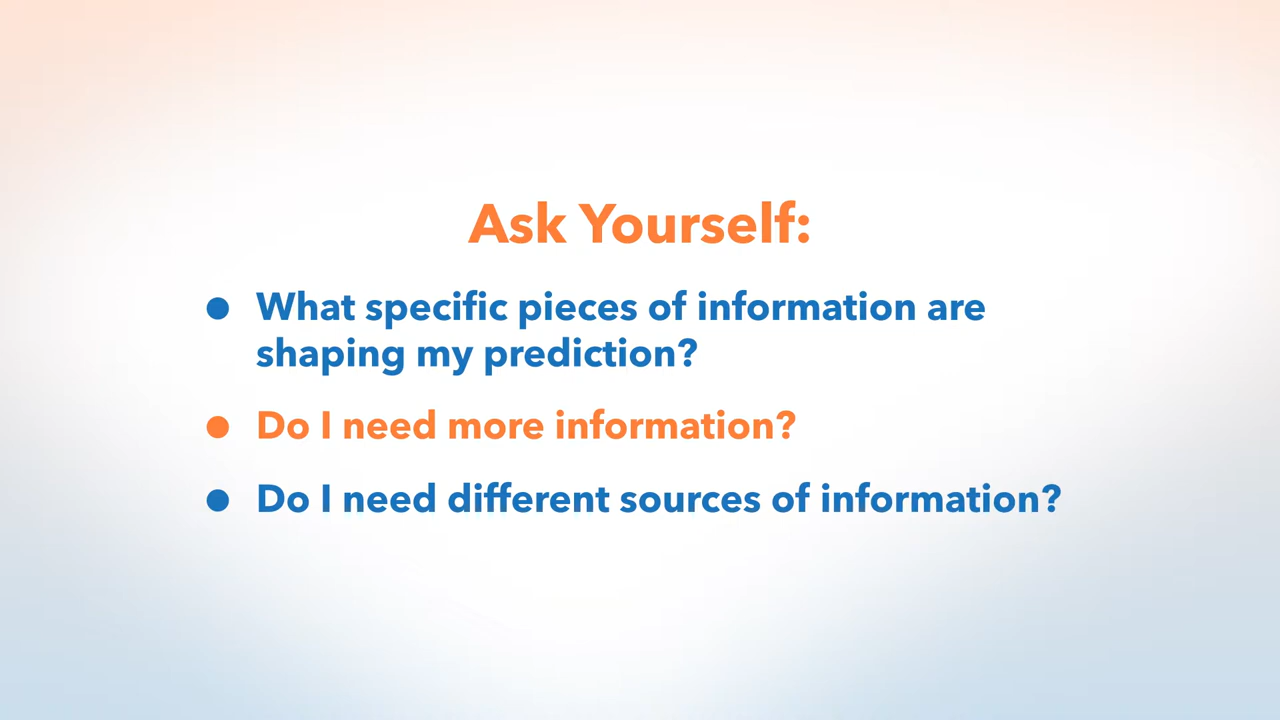 Ask Yourself:
● What specific pieces of information are
shaping my prediction?
● Do I need more information?
● Do I need different sources of information?